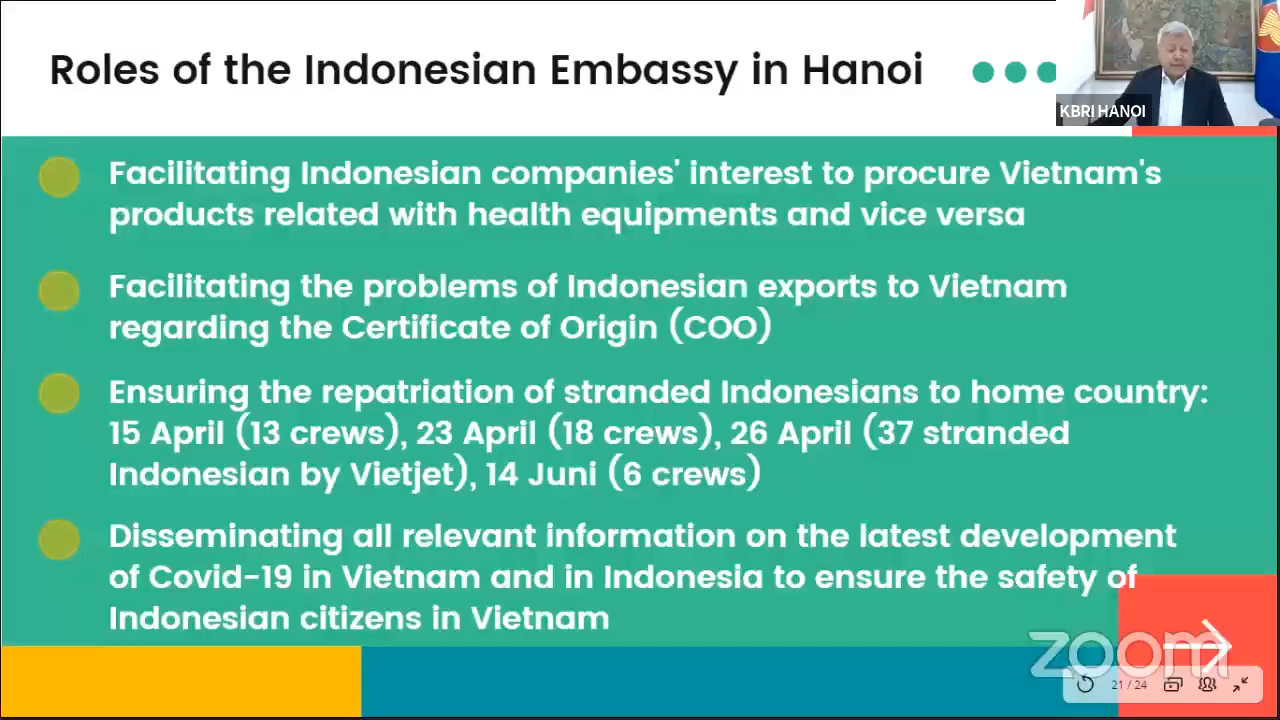 Roles of the Indonesian Embassy in Hanoi
KBRI HANOI
Facilitating Indonesian companies' interest to procure Vietnam's
products related with health equipments and vice versa
Facilitating the problems of Indonesian exports to Vietnam
regarding the Certificate of Origin (COO)
Ensuring the repatriation of stranded Indonesians to home country:
15 April (13 crews), 23 April (18 crews), 26 April (37 stranded
Indonesian by Vietjet), 14 Juni (6 crews)
Disseminating all relevant information on the latest development
of Covid-19 in Vietnam and in Indonesia to ensure the safety of
Indonesian citizens in Vietnam
zoom
21 / 24